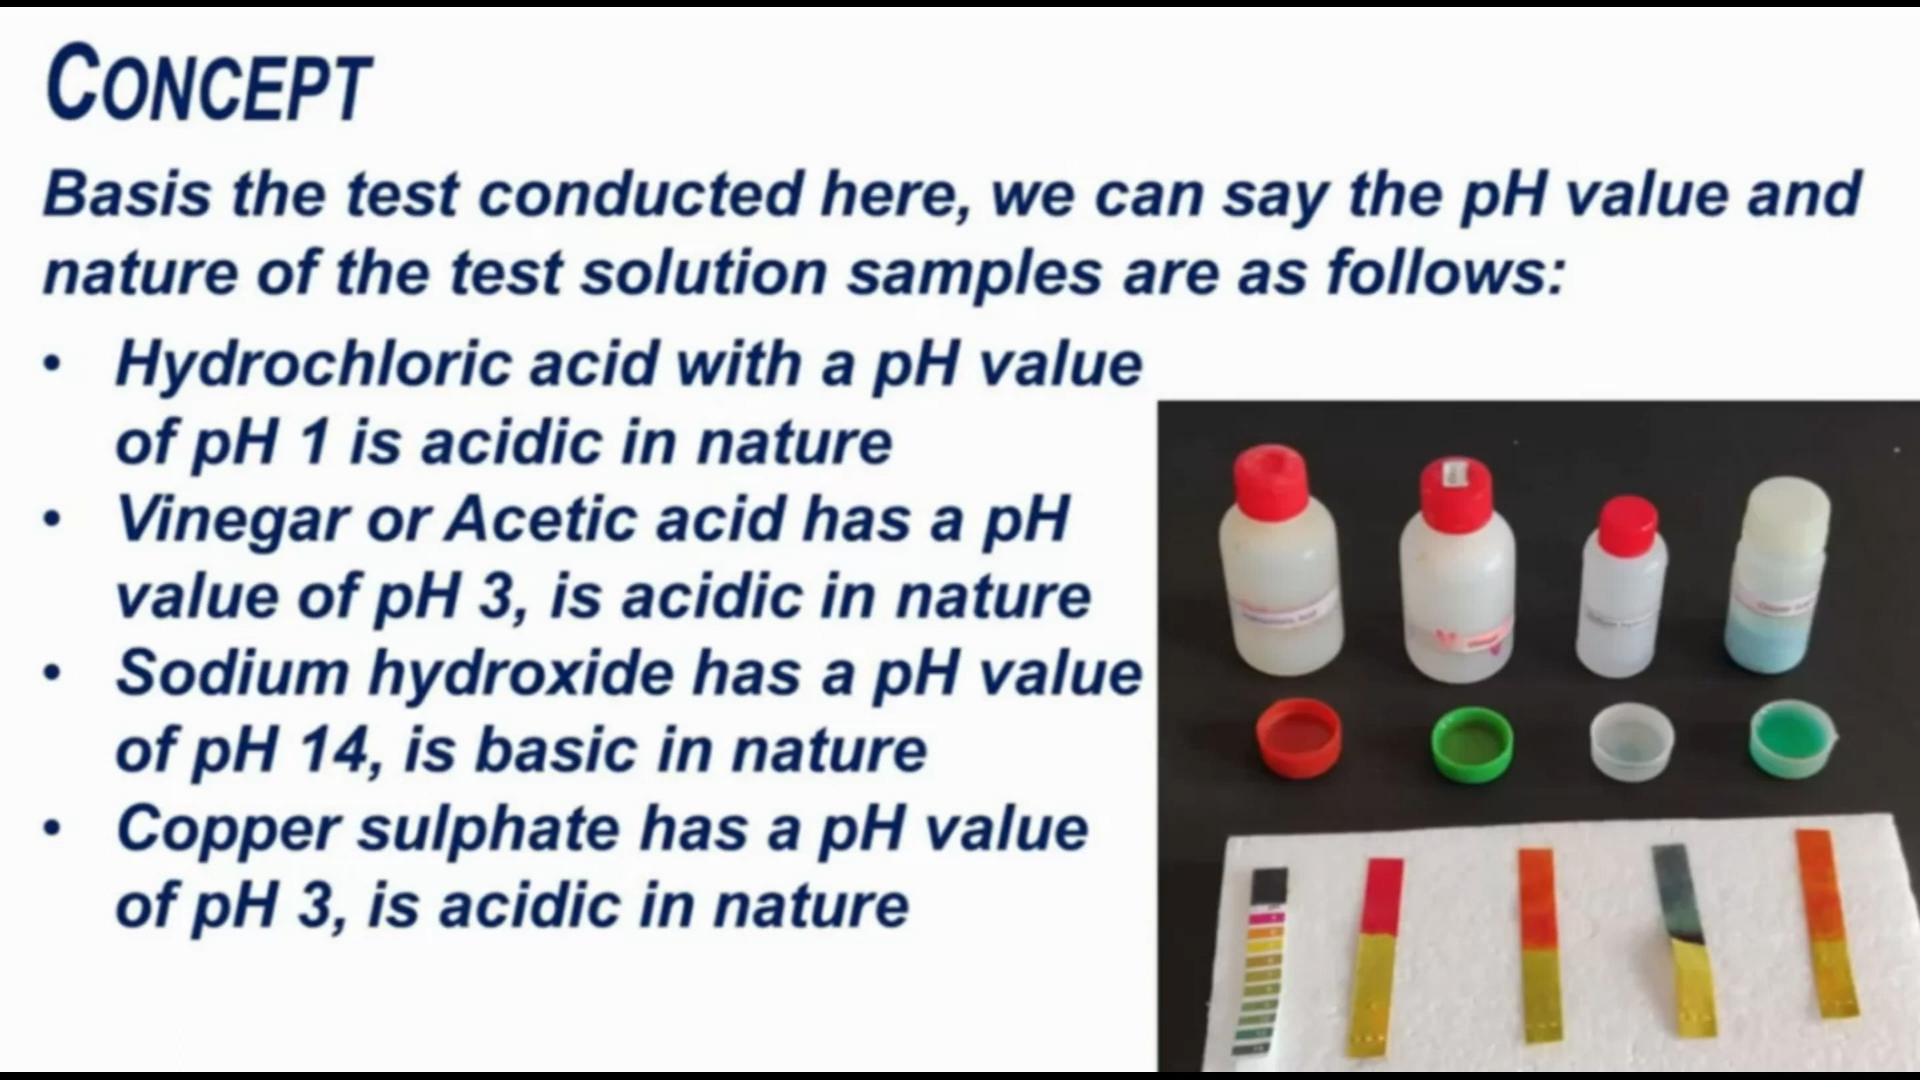 CONCEPT
Basis the test conducted here, we can say the pH value and
nature of the test solution samples are as follows:
• Hydrochloric acid with a pH value
of pH 1 is acidic in nature
• Vinegar or Acetic acid has a pH
value of pH 3, is acidic in nature
• Sodium hydroxide has a pH value
of pH 14, is basic in nature
• Copper sulphate has a pH value
of pH 3, is acidic in nature